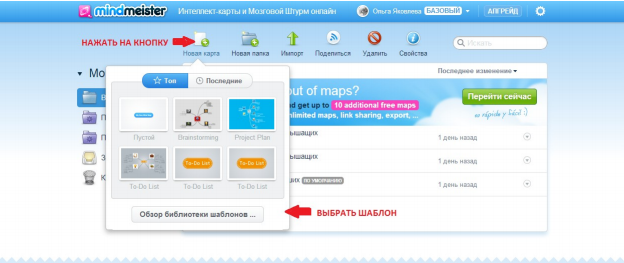 mindmeister Интеллект-карты и Мозговой Штурм онлайн Ольга Яковлева БАЗОВЫЙ АПГРЕЙД
НАЖАТЬ НА КНОПКУ
Новая карта Новая папка Импорт Поделиться Удалить Свойства Искать
Мо
Последнее изменение
Топ Последние
out of maps?
d get up to 10 additional free maps
nlimited maps, link sharing, export, ...
Перейти сейчас
Пустой Brainstorming Project Plan
1 день назад
1 день назад
To-Do List To-Do List To-Do List
To-Do List To-Do List
щих ПО УМОЛЧАНИЮ
1 день назад
Обзор библиотеки шаблонов ...
ВЫБРАТЬ ШАБЛОН